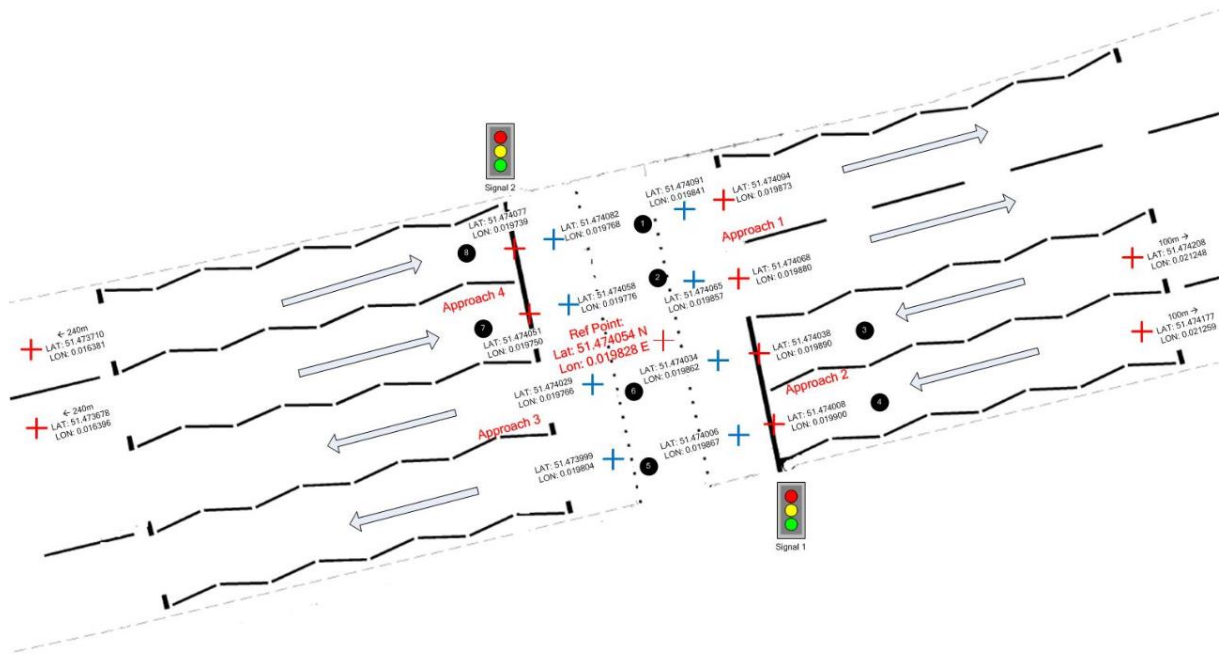 Signal 2
LAT: 51.474091
LON: 0.019841
LAT: 51.474094
LON: 0.019873
LAT: 51.474077
LON: 0.019739
LAT: 51.474082
LON: 0.019768
1
Approach 1
8
100m →
LAT: 51.474208
LON: 0.021248
2
LAT: 51.474068
LON: 0.019880
LAT: 51.474065
LON: 0.019857
Approach 4
LAT: 51.474058
LON: 0.019776
← 240m
LAT: 51.473710
LON: 0.016381
7
LAT: 51.474051
LON: 0.019750
Ref Point:
Lat: 51.474054 N
Lon: 0.019828 E
3
100m →
LAT: 51.474177
LON: 0.021259
LAT: 51.474038
LON: 0.019890
LAT: 51.474034
LON: 0.019862
Approach 2
LAT: 51.474029
LON: 0.019766
6
4
← 240m
LAT: 51.473678
LON: 0.016396
Approach 3
LAT: 51.474008
LON: 0.019900
LAT: 51.474006
LON: 0.019867
LAT: 51.473999
LON: 0.019804
5
Signal 1